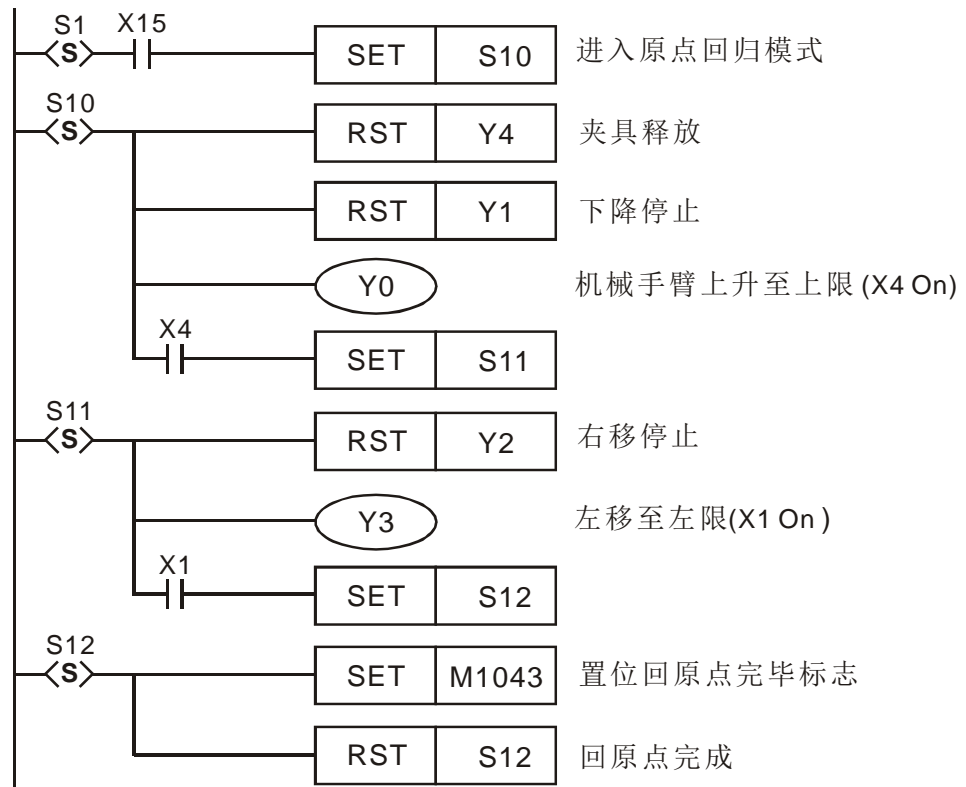 S1 X15
S SET S10 进入原点回归模式
S10
S RST Y4 夹具释放
RST Y1 下降停止
Y0 机械手臂上升至上限 (X4 On)
X4
SET S11
S11
S RST Y2 右移停止
Y3 左移至左限(X1 On )
X1
SET S12
S12
S SET M1043 置位回原点完毕标志
RST S12 回原点完成